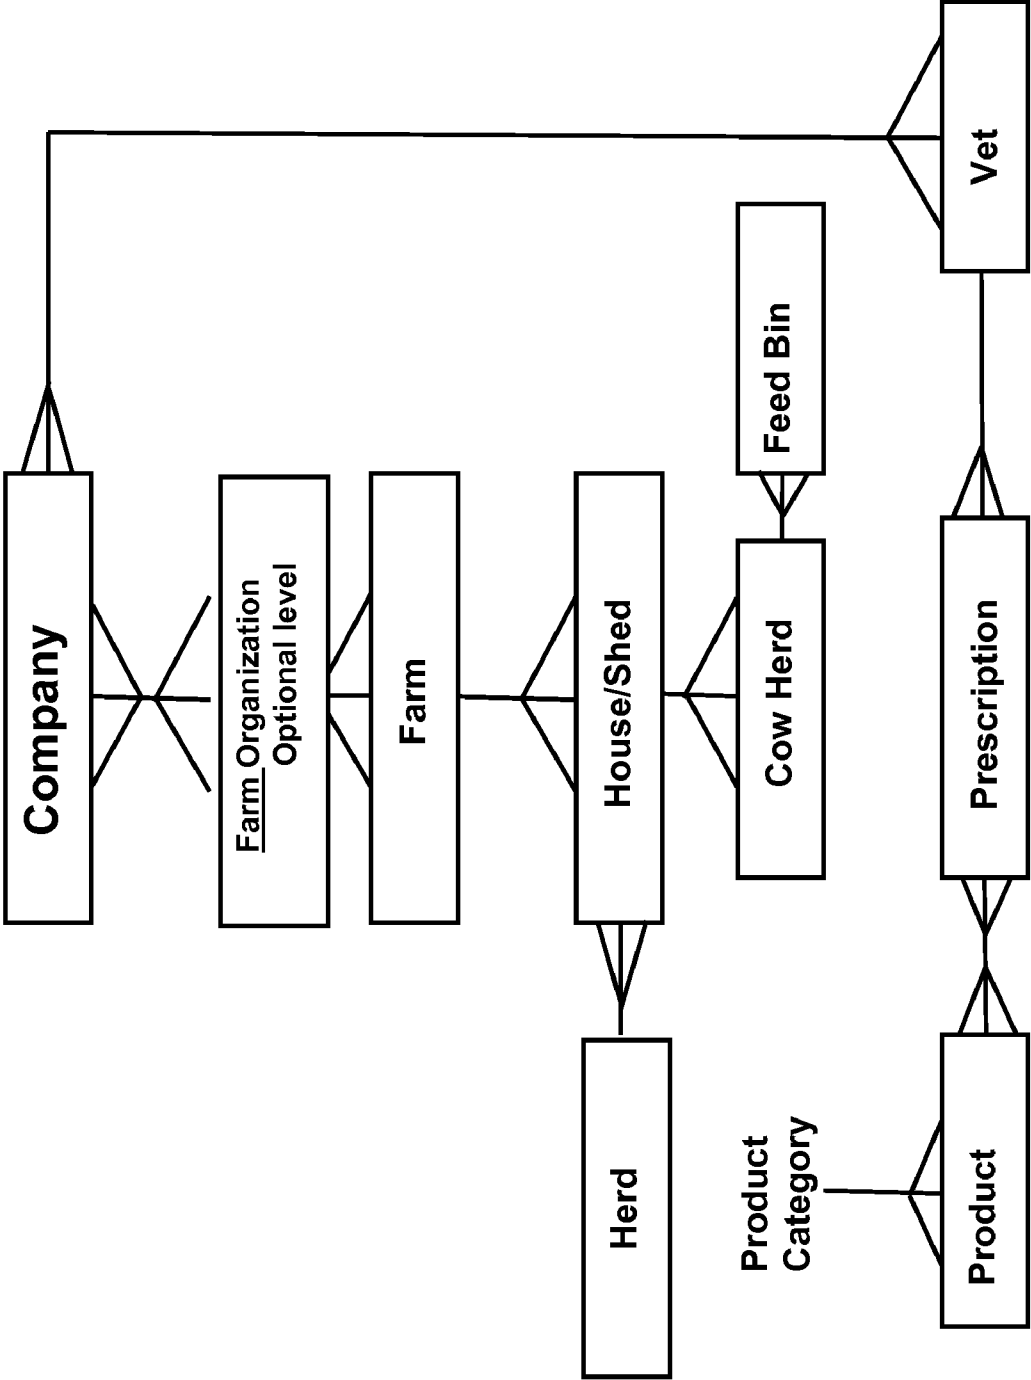 Company
Farm Organization
Optional level
Farm
House/Shed
Herd
Cow Herd
Feed Bin
Product
Category
Product
Prescription
Vet